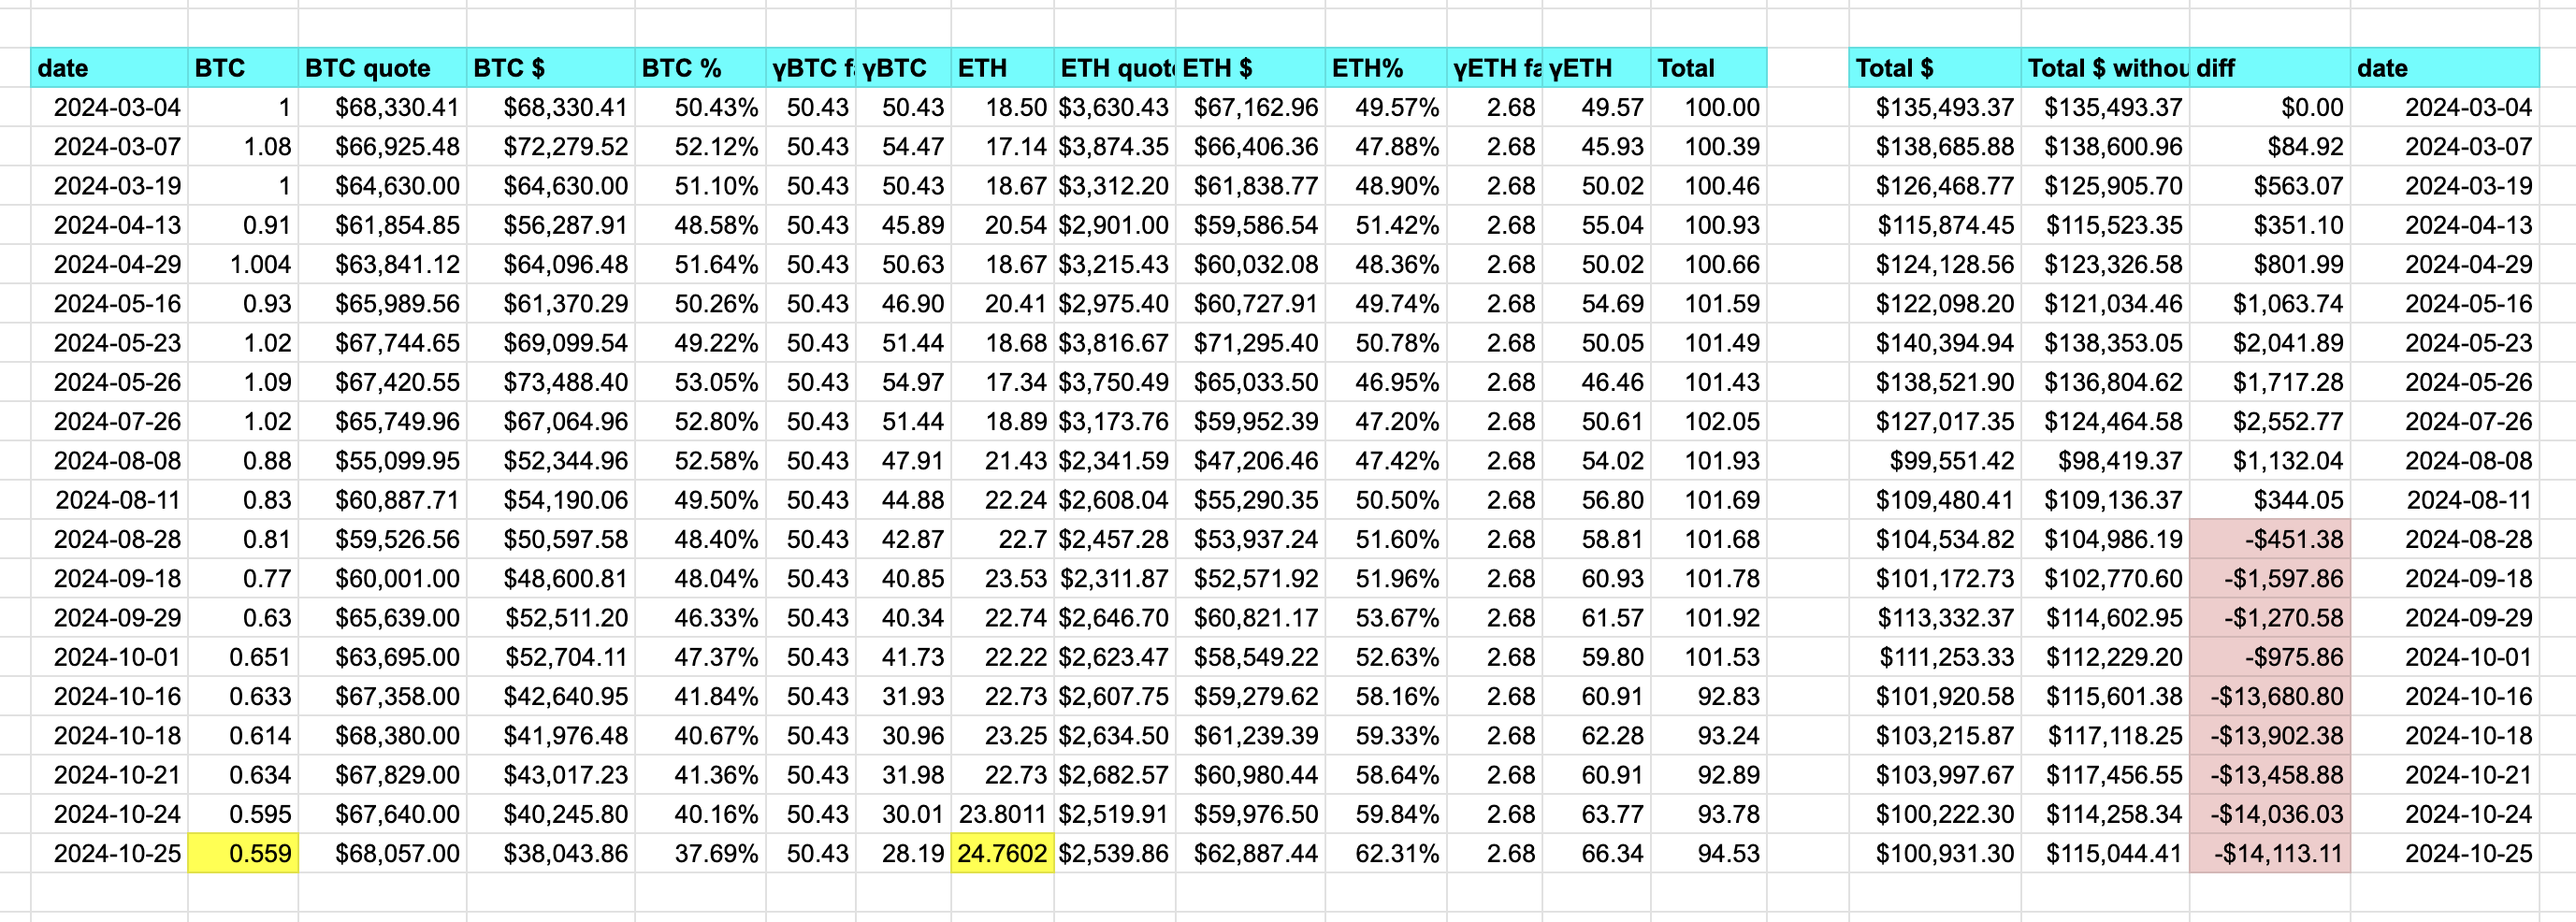 date BTC BTC quote BTC $ BTC % γBTC fa γBTC ETH ETH quot ETH $ ETH% γETH fa γETH Total Total $ Total $ withou diff date
2024-03-04 1 $68,330.41 $68,330.41 50.43% 50.43 50.43 18.50 $3,630.43 $67,162.96 49.57% 2.68 49.57 100.00 $135,493.37 $135,493.37 $0.00 2024-03-04
2024-03-07 1.08 $66,925.48 $72,279.52 52.12% 50.43 54.47 17.14 $3,874.35 $66,406.36 47.88% 2.68 45.93 100.39 $138,685.88 $138,600.96 $84.92 2024-03-07
2024-03-19 1 $64,630.00 $64,630.00 51.10% 50.43 50.43 18.67 $3,312.20 $61,838.77 48.90% 2.68 50.02 100.46 $126,468.77 $125,905.70 $563.07 2024-03-19
2024-04-13 0.91 $61,854.85 $56,287.91 48.58% 50.43 45.89 20.54 $2,901.00 $59,586.54 51.42% 2.68 55.04 100.93 $115,874.45 $115,523.35 $351.10 2024-04-13
2024-04-29 1.004 $63,841.12 $64,096.48 51.64% 50.43 50.63 18.67 $3,215.43 $60,032.08 48.36% 2.68 50.02 100.66 $124,128.56 $123,326.58 $801.99 2024-04-29
2024-05-16 0.93 $65,989.56 $61,370.29 50.26% 50.43 46.90 20.41 $2,975.40 $60,727.91 49.74% 2.68 54.69 101.59 $122,098.20 $121,034.46 $1,063.74 2024-05-16
2024-05-23 1.02 $67,744.65 $69,099.54 49.22% 50.43 51.44 18.68 $3,816.67 $71,295.40 50.78% 2.68 50.05 101.49 $140,394.94 $138,353.05 $2,041.89 2024-05-23
2024-05-26 1.09 $67,420.55 $73,488.40 53.05% 50.43 54.97 17.34 $3,750.49 $65,033.50 46.95% 2.68 46.46 101.43 $138,521.90 $136,804.62 $1,717.28 2024-05-26
2024-07-26 1.02 $65,749.96 $67,064.96 52.80% 50.43 51.44 18.89 $3,173.76 $59,952.39 47.20% 2.68 50.61 102.05 $127,017.35 $124,464.58 $2,552.77 2024-07-26
2024-08-08 0.88 $55,099.95 $52,344.96 52.58% 50.43 47.91 21.43 $2,341.59 $47,206.46 47.42% 2.68 54.02 101.93 $99,551.42 $98,419.37 $1,132.04 2024-08-08
2024-08-11 0.83 $60,887.71 $54,190.06 49.50% 50.43 44.88 22.24 $2,608.04 $55,290.35 50.50% 2.68 56.80 101.69 $109,480.41 $109,136.37 $344.05 2024-08-11
2024-08-28 0.81 $59,526.56 $50,597.58 48.40% 50.43 42.87 22.7 $2,457.28 $53,937.24 51.60% 2.68 58.81 101.68 $104,534.82 $104,986.19 -$451.38 2024-08-28
2024-09-18 0.77 $60,001.00 $48,600.81 48.04% 50.43 40.85 23.53 $2,311.87 $52,571.92 51.96% 2.68 60.93 101.78 $101,172.73 $102,770.60 -$1,597.86 2024-09-18
2024-09-29 0.63 $65,639.00 $52,511.20 46.33% 50.43 40.34 22.74 $2,646.70 $60,821.17 53.67% 2.68 61.57 101.92 $113,332.37 $114,602.95 -$1,270.58 2024-09-29
2024-10-01 0.651 $63,695.00 $52,704.11 47.37% 50.43 41.73 22.22 $2,623.47 $58,549.22 52.63% 2.68 59.80 101.53 $111,253.33 $112,229.20 -$975.86 2024-10-01
2024-10-16 0.633 $67,358.00 $42,640.95 41.84% 50.43 31.93 22.73 $2,607.75 $59,279.62 58.16% 2.68 60.91 92.83 $101,920.58 $115,601.38 -$13,680.80 2024-10-16
2024-10-18 0.614 $68,380.00 $41,976.48 40.67% 50.43 30.96 23.25 $2,634.50 $61,239.39 59.33% 2.68 62.28 93.24 $103,215.87 $117,118.25 -$13,902.38 2024-10-18
2024-10-21 0.634 $67,829.00 $43,017.23 41.36% 50.43 31.98 22.73 $2,682.57 $60,980.44 58.64% 2.68 60.91 92.89 $103,997.67 $117,456.55 -$13,458.88 2024-10-21
2024-10-24 0.595 $67,640.00 $40,245.80 40.16% 50.43 30.01 23.8011 $2,519.91 $59,976.50 59.84% 2.68 63.77 93.78 $100,222.30 $114,258.34 -$14,036.03 2024-10-24
2024-10-25 0.559 $68,057.00 $38,043.86 37.69% 50.43 28.19 24.7602 $2,539.86 $62,887.44 62.31% 2.68 66.34 94.53 $100,931.30 $115,044.41 -$14,113.11 2024-10-25